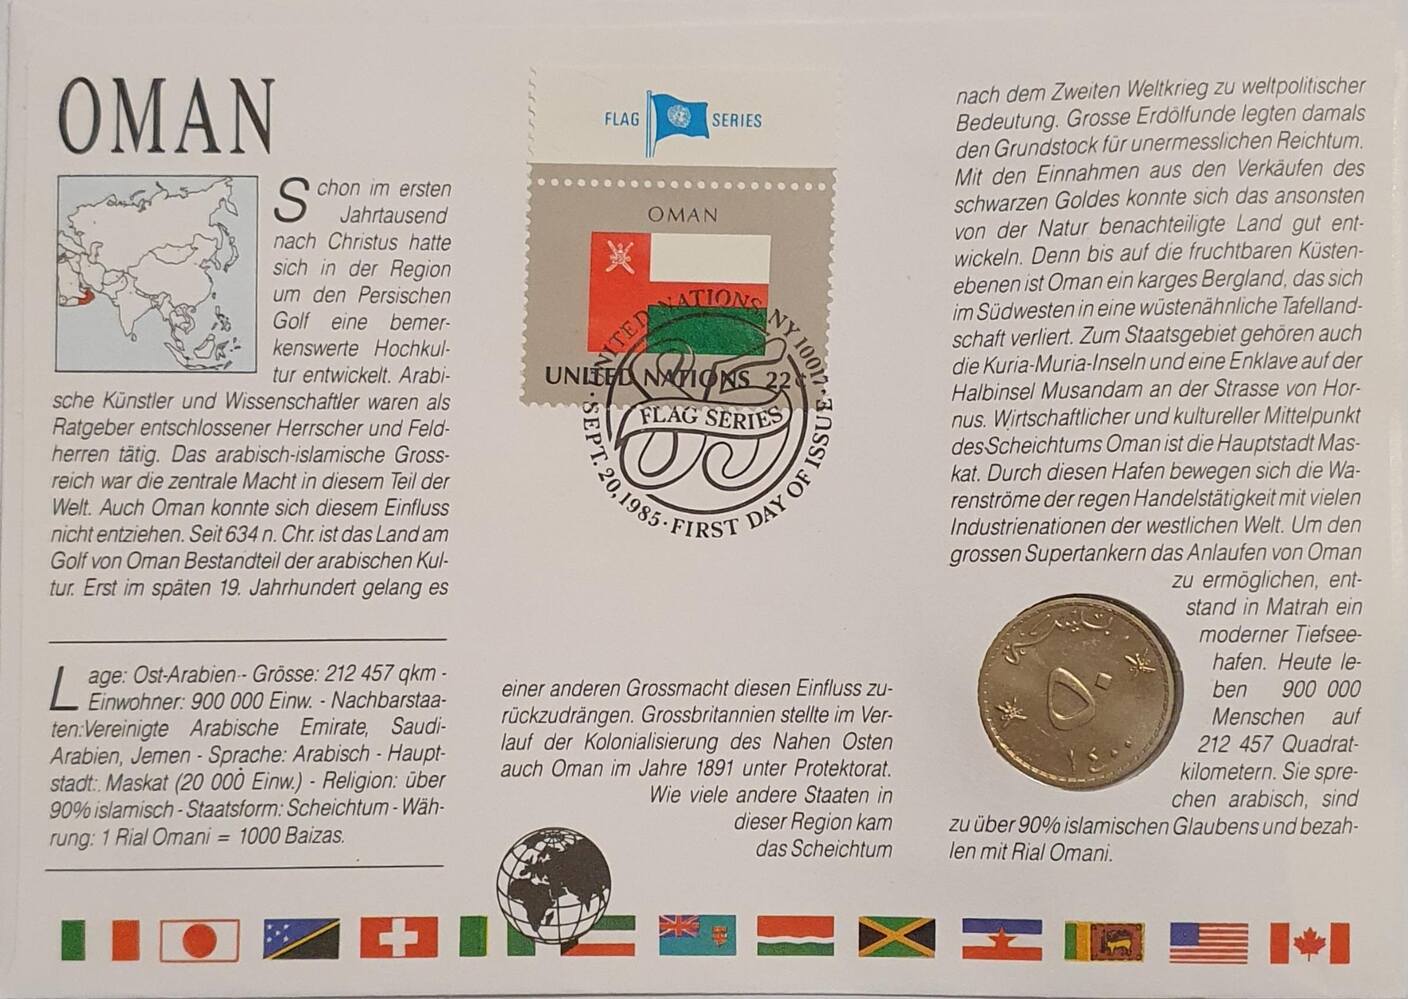 OMAN
Schon im ersten
Jahrtausend
nach Christus hatte
sich in der Region
um den Persischen
Golf eine bemer-
kenswerte Hochkul-
tur entwickelt. Arabi-
sche Künstler und Wissenschaftler waren als
Ratgeber entschlossener Herrscher und Feld-
herren tätig. Das arabisch-islamische Gross-
reich war die zentrale Macht in diesem Teil der
Welt. Auch Oman konnte sich diesem Einfluss
nicht entziehen. Seit 634 n. Chr. ist das Land am
Golf von Oman Bestandteil der arabischen Kul-
tur. Erst im späten 19. Jahrhundert gelang es
Lage: Ost-Arabien - Grösse: 212 457 qkm -
Einwohner: 900 000 Einw. - Nachbarstaa-
ten: Vereinigte Arabische Emirate, Saudi-
Arabien, Jemen - Sprache: Arabisch - Haupt-
stadt: Maskat (20 000 Einw.) - Religion: über
90% islamisch - Staatsform: Scheichtum - Wäh-
rung: 1 Rial Omani = 1000 Baizas.
FLAG SERIES
OMAN
UNITED NATIONS 22¢
UNITED NATIONS, NY 10017
85
FLAG SERIES
SEPT. 20, 1985 · FIRST DAY OF ISSUE
einer anderen Grossmacht diesen Einfluss zu-
rückzudrängen. Grossbritannien stellte im Ver-
lauf der Kolonialisierung des Nahen Osten
auch Oman im Jahre 1891 unter Protektorat.
Wie viele andere Staaten in
dieser Region kam
das Scheichtum
nach dem Zweiten Weltkrieg zu weltpolitischer
Bedeutung. Grosse Erdölfunde legten damals
den Grundstock für unermesslichen Reichtum.
Mit den Einnahmen aus den Verkäufen des
schwarzen Goldes konnte sich das ansonsten
von der Natur benachteiligte Land gut ent-
wickeln. Denn bis auf die fruchtbaren Küsten-
ebenen ist Oman ein karges Bergland, das sich
im Südwesten in eine wüstenähnliche Tafelland-
schaft verliert. Zum Staatsgebiet gehören auch
die Kuria-Muria-Inseln und eine Enklave auf der
Halbinsel Musandam an der Strasse von Hor-
nus. Wirtschaftlicher und kultureller Mittelpunkt
des Scheichtums Oman ist die Hauptstadt Mas-
kat. Durch diesen Hafen bewegen sich die Wa-
renströme der regen Handelstätigkeit mit vielen
Industrienationen der westlichen Welt. Um den
grossen Supertankern das Anlaufen von Oman
zu ermöglichen, ent-
stand in Matrah ein
moderner Tiefsee-
hafen. Heute le-
ben 900 000
Menschen auf
212 457 Quadrat-
kilometern. Sie spre-
chen arabisch, sind
zu über 90% islamischen Glaubens und bezah-
len mit Rial Omani.
٥٠
١٤٠٠